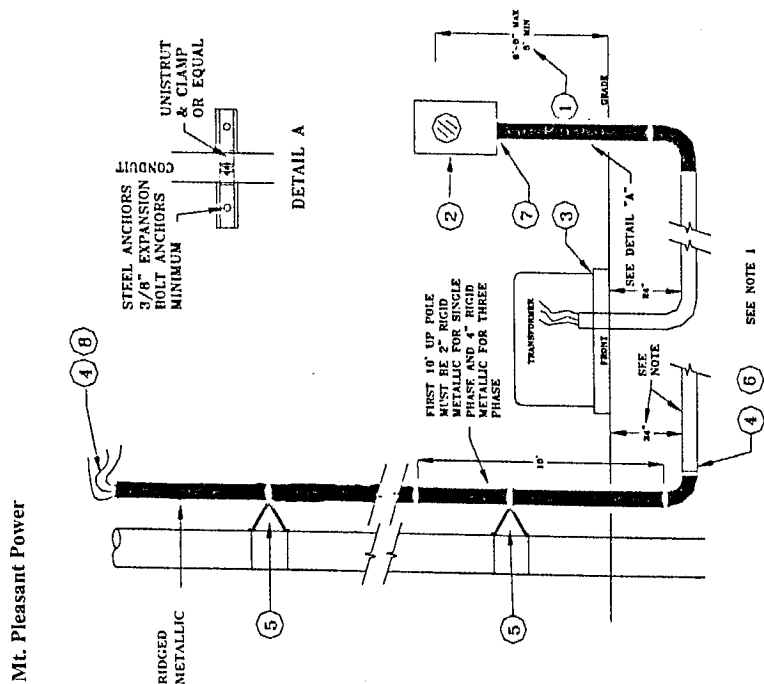 Mt. Pleasant Power
UNISTRUT
& CLAMP
OR EQUAL
CONDUIT
STEEL ANCHORS
3/8" EXPANSION
BOLT ANCHORS
MINIMUM
DETAIL A
4
8
RIDGED
METALLIC
5
5
FIRST 10' UP POLE
MUST BE 2" RIGID
METALLIC FOR SINGLE
PHASE AND 4" RIGID
METALLIC FOR THREE
PHASE
10'
TRANSFORMER
FRONT
3
2
7
1
MAX
5' MIN
GRADE
SEE DETAIL "A"
24"
24"
SEE
NOTE
4
6
SEE NOTE 1